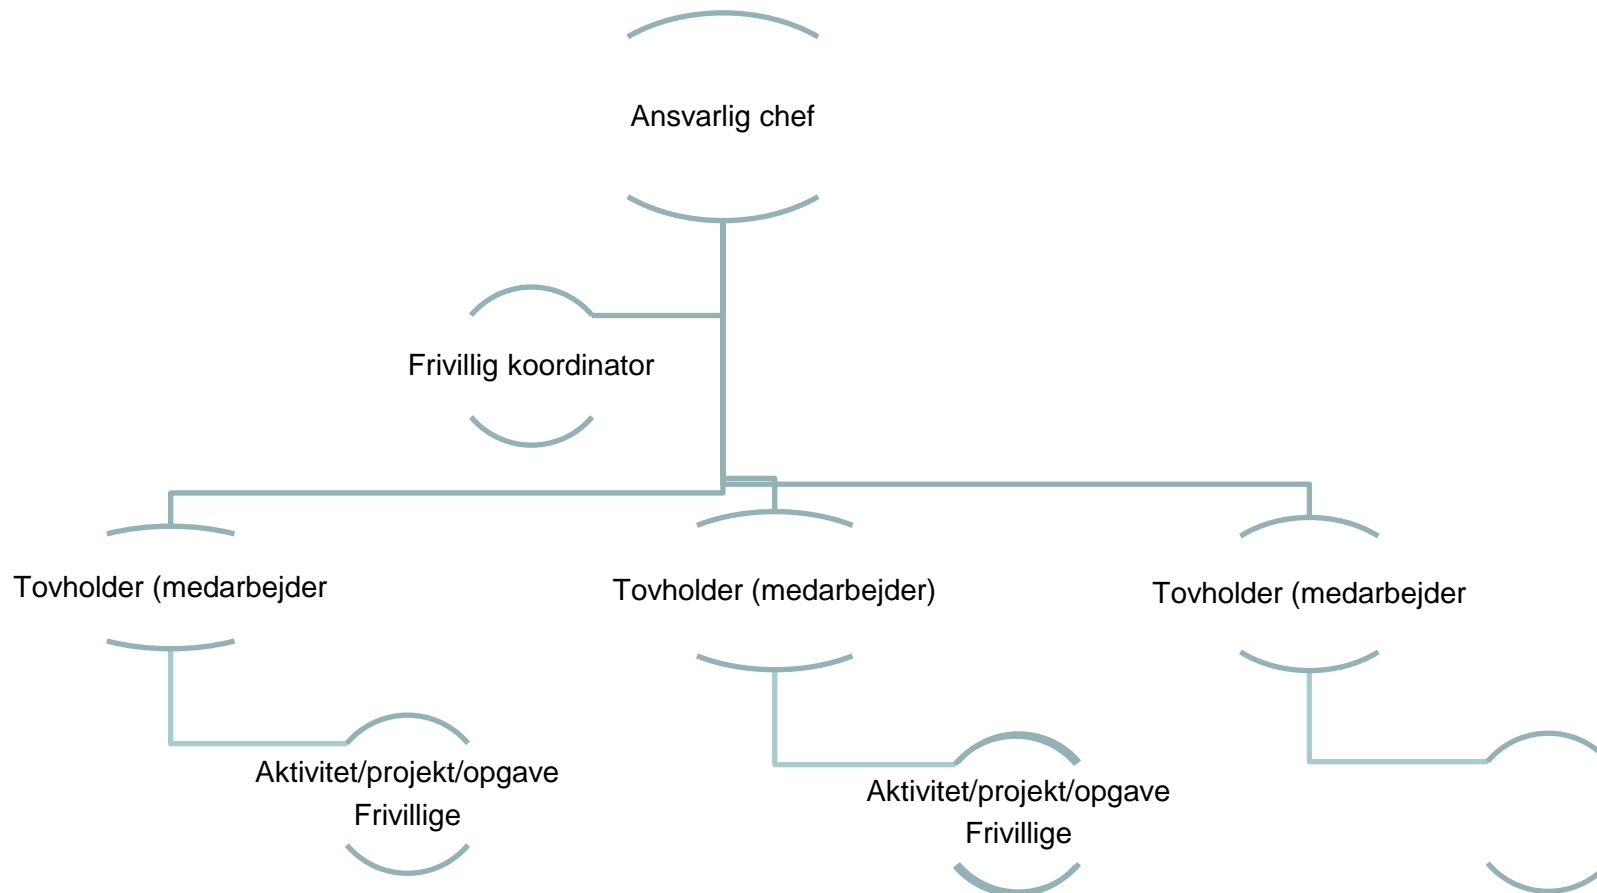 Ansvarlig chef
Frivillig koordinator
Tovholder (medarbejder
Tovholder (medarbejder)
Tovholder (medarbejder
Aktivitet/projekt/opgave
Frivillige
Aktivitet/projekt/opgave
Frivillige